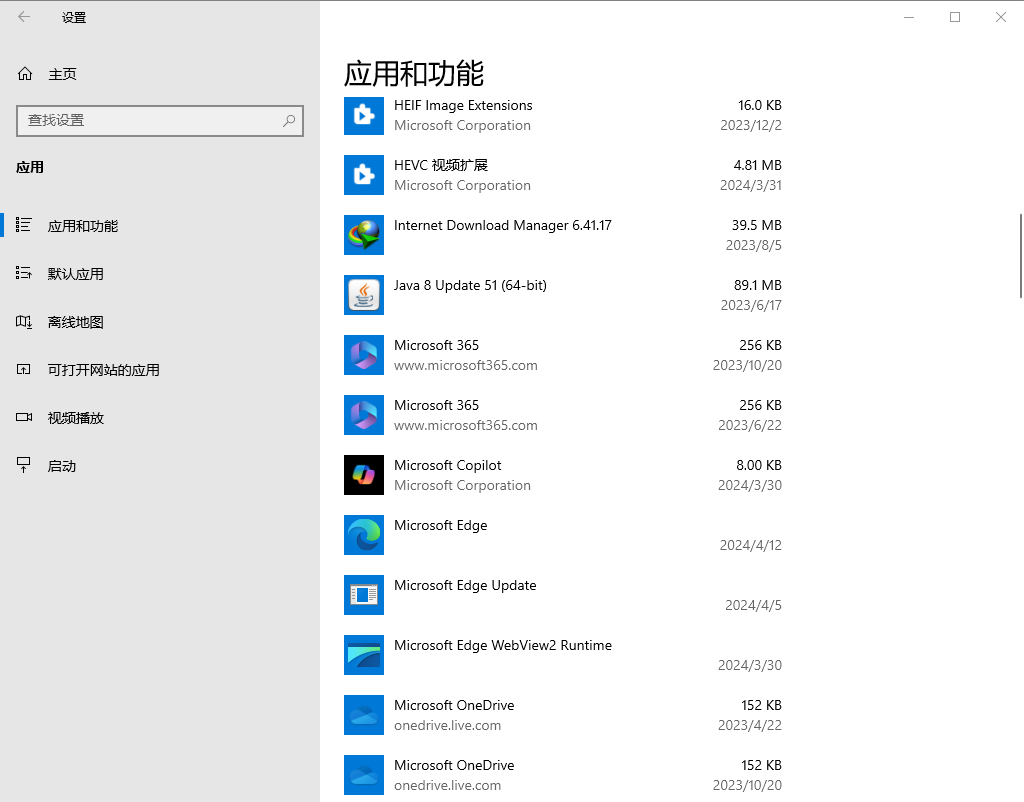 设置
主页
查找设置
应用
应用和功能
默认应用
离线地图
可打开网站的应用
视频播放
启动
应用和功能
HEIF Image Extensions 16.0 KB
Microsoft Corporation 2023/12/2
HEVC 视频扩展 4.81 MB
Microsoft Corporation 2024/3/31
Internet Download Manager 6.41.17 39.5 MB
2023/8/5
Java 8 Update 51 (64-bit) 89.1 MB
2023/6/17
Microsoft 365 256 KB
www.microsoft365.com 2023/10/20
Microsoft 365 256 KB
www.microsoft365.com 2023/6/22
Microsoft Copilot 8.00 KB
Microsoft Corporation 2024/3/30
Microsoft Edge
2024/4/12
Microsoft Edge Update
2024/4/5
Microsoft Edge WebView2 Runtime
2024/3/30
Microsoft OneDrive 152 KB
onedrive.live.com 2023/4/22
Microsoft OneDrive 152 KB
onedrive.live.com 2023/10/20